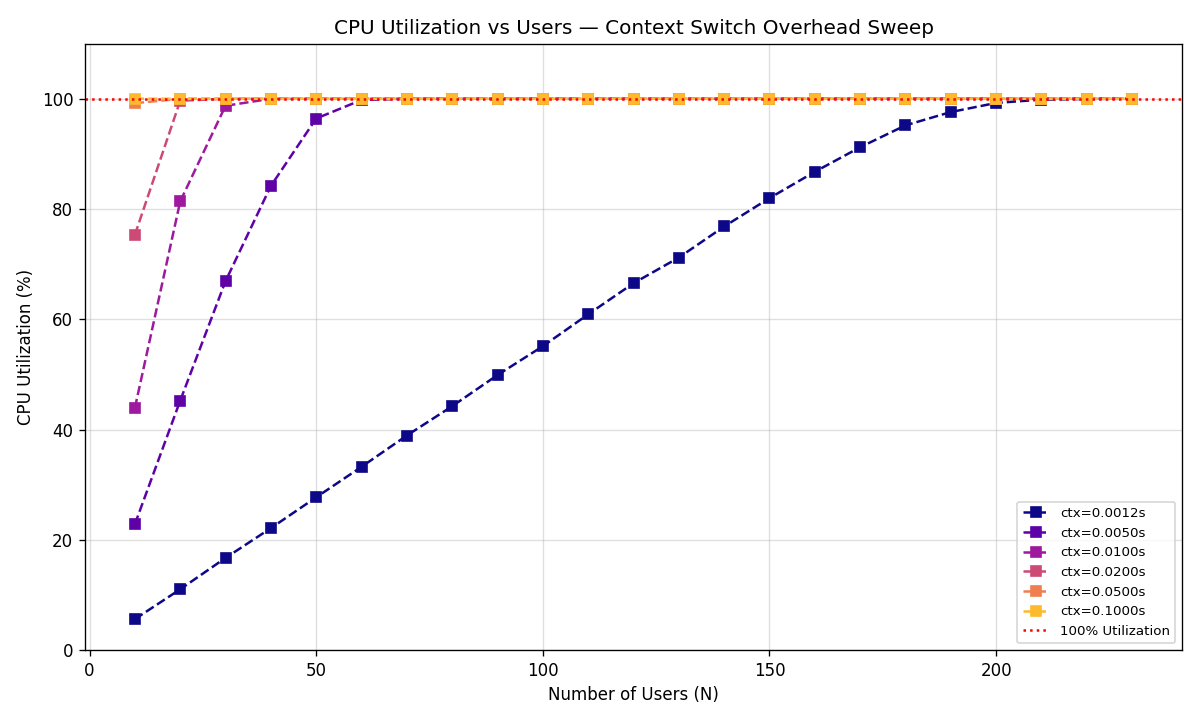 CPU Utilization vs Users — Context Switch Overhead Sweep
CPU Utilization (%)
100
80
60
40
20
0
0 50 100 150 200
Number of Users (N)
ctx=0.0012s
ctx=0.0050s
ctx=0.0100s
ctx=0.0200s
ctx=0.0500s
ctx=0.1000s
100% Utilization